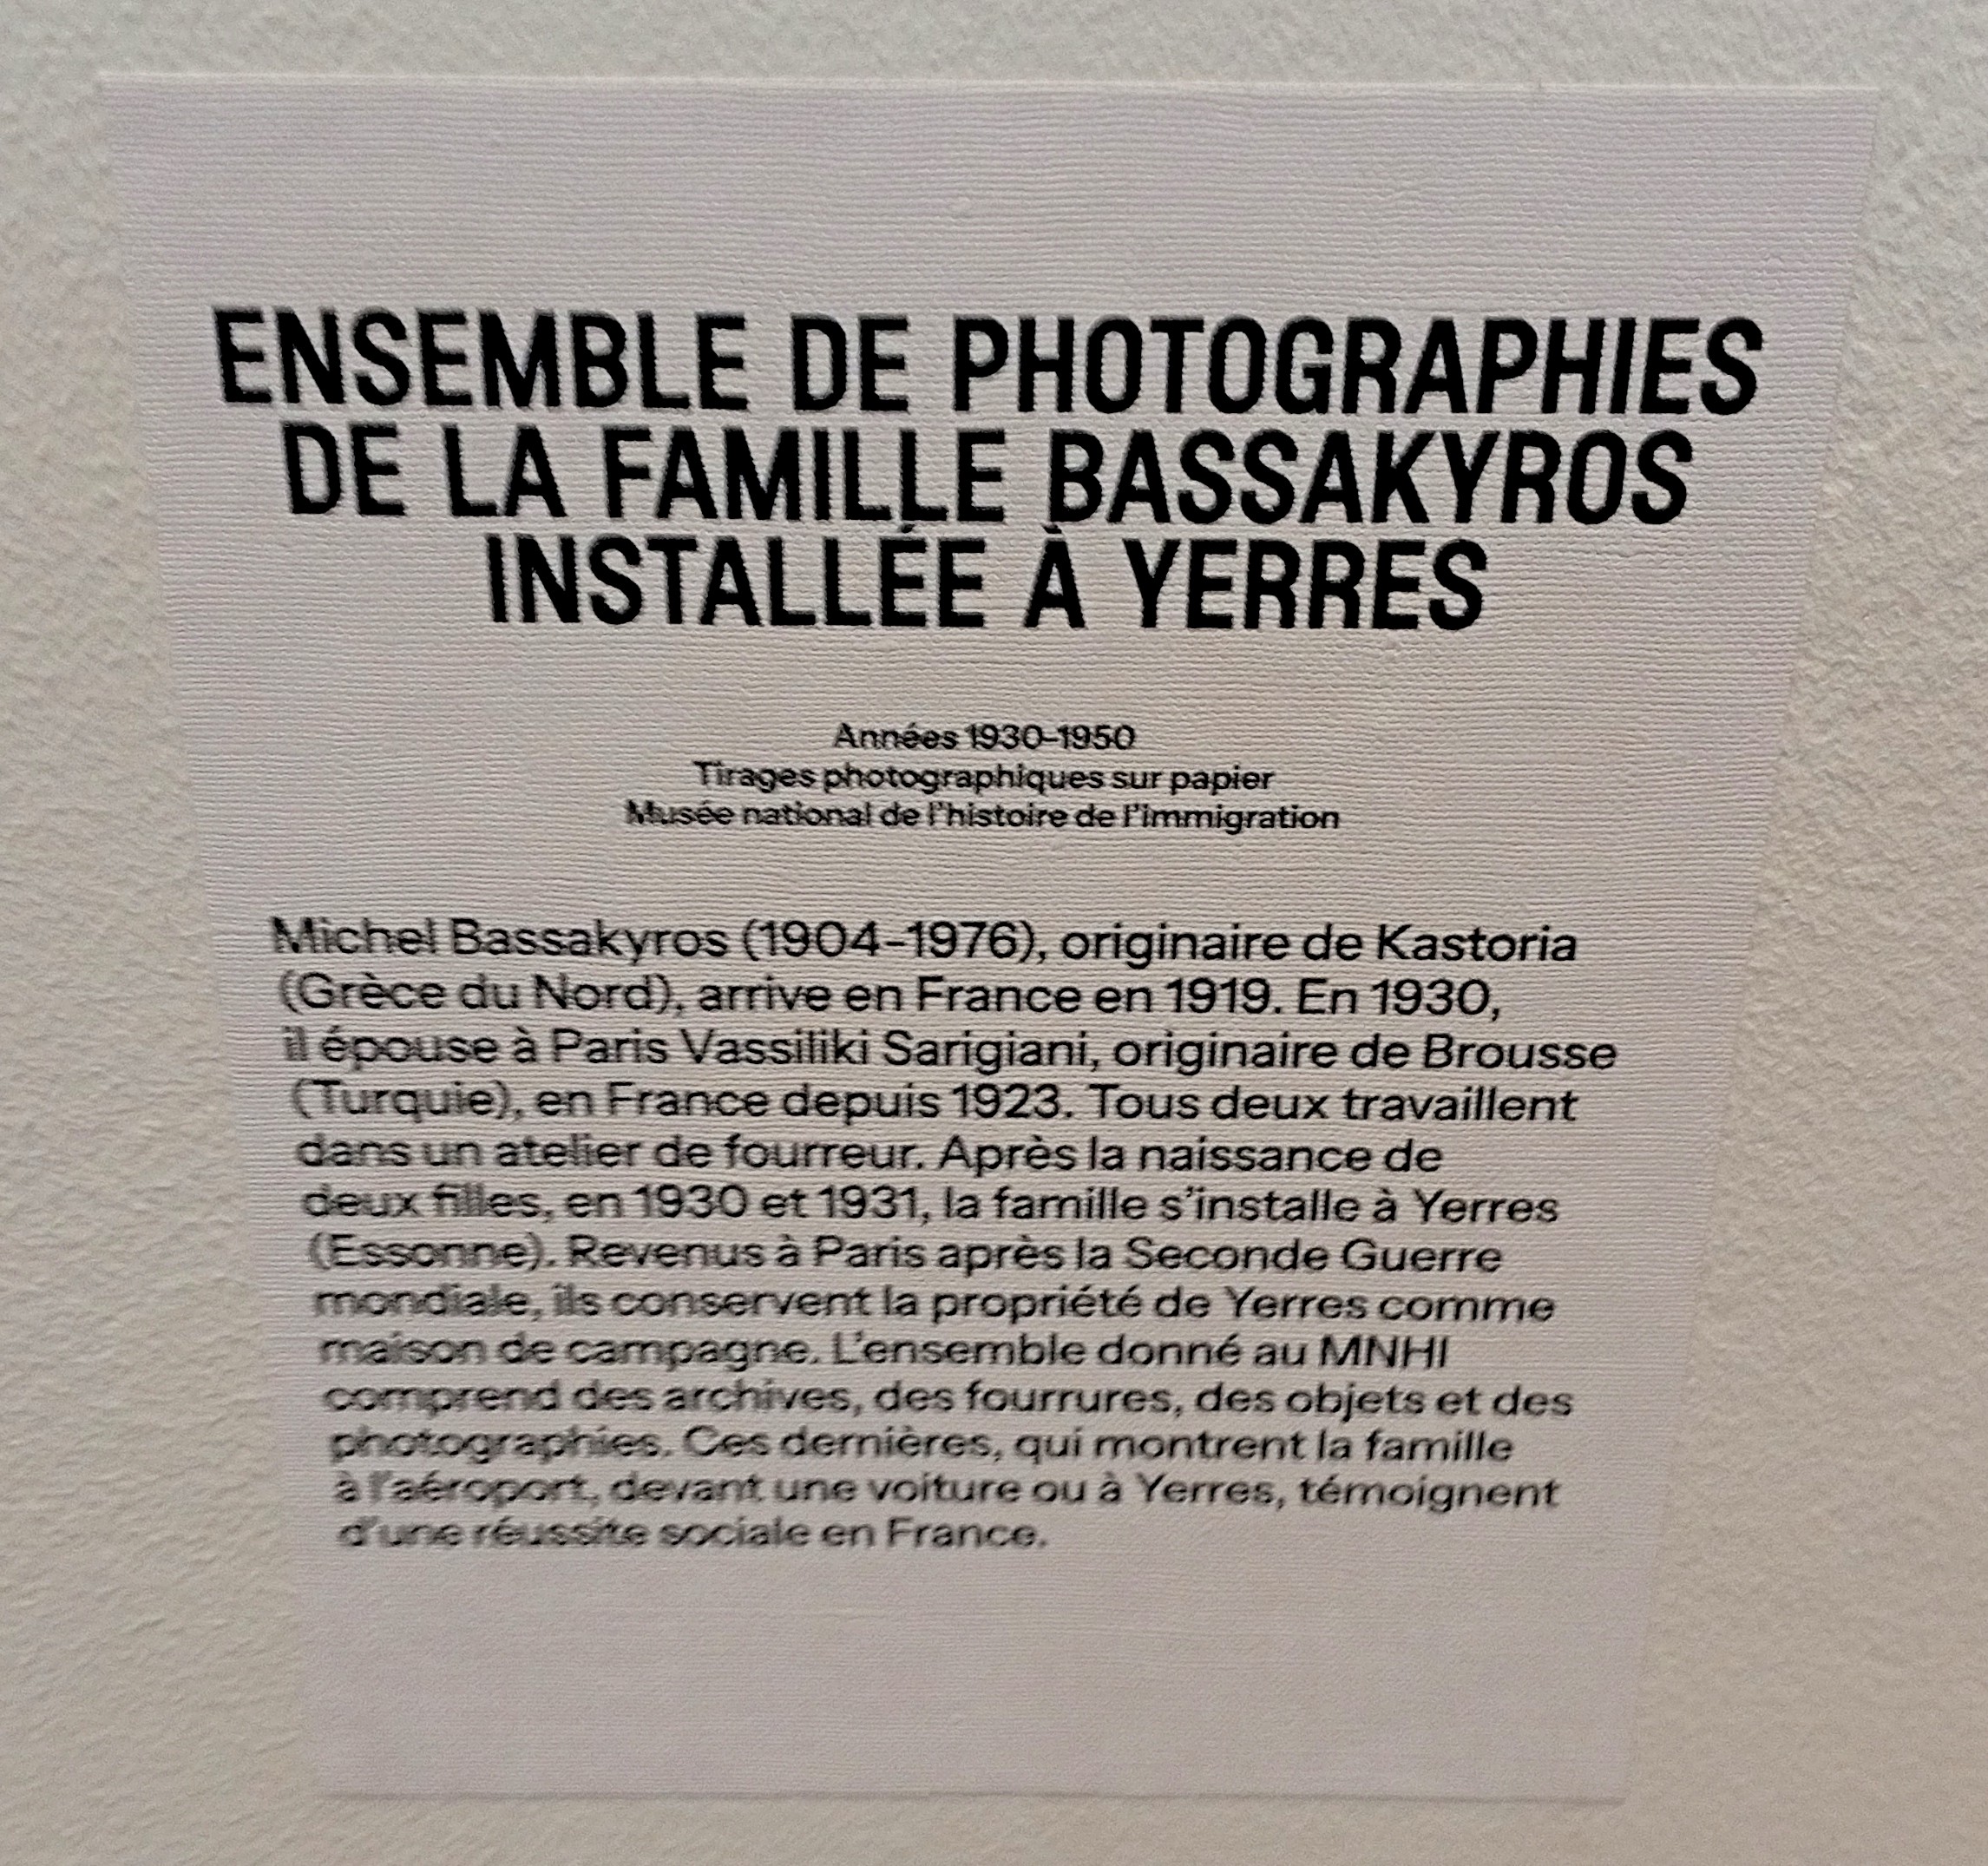 ENSEMBLE DE PHOTOGRAPHIES
DE LA FAMILLE BASSAKYROS
INSTALLÉE À YERRES
Années 1930-1950
Tirages photographiques sur papier
Musée national de l'histoire de l'immigration
Michel Bassakyros (1904-1976), originaire de Kastoria
(Grèce du Nord), arrive en France en 1919. En 1930,
il épouse à Paris Vassiliki Sarigiani, originaire de Brousse
(Turquie), en France depuis 1923. Tous deux travaillent
dans un atelier de fourreur. Après la naissance de
deux filles, en 1930 et 1931, la famille s'installe à Yerres
(Essonne). Revenus à Paris après la Seconde Guerre
mondiale, ils conservent la propriété de Yerres comme
maison de campagne. L'ensemble donné au MNHI
comprend des archives, des fourrures, des objets et des
photographies. Ces dernières, qui montrent la famille
à l'aéroport, devant une voiture ou à Yerres, témoignent
d'une réussite sociale en France.